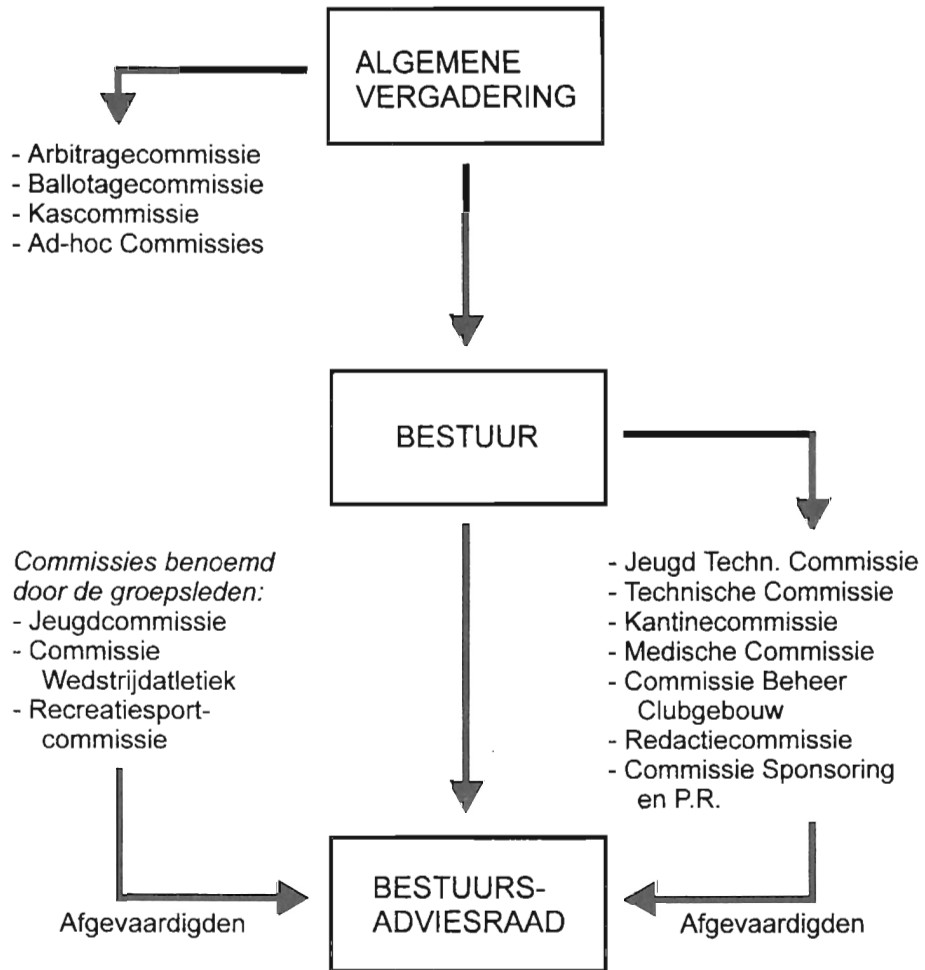 ALGEMENE
VERGADERING
- Arbitragecommissie
- Ballotagecommissie
- Kascommissie
- Ad-hoc Commissies
BESTUUR
Commissies benoemd
door de groepsleden:
- Jeugdcommissie
- Commissie
Wedstrijdatletiek
- Recreatiesport-
commissie
- Jeugd Techn. Commissie
- Technische Commissie
- Kantinecommissie
- Medische Commissie
- Commissie Beheer
Clubgebouw
- Redactiecommissie
- Commissie Sponsoring
en P.R.
BESTUURS-
ADVIESRAAD
Afgevaardigden
Afgevaardigden